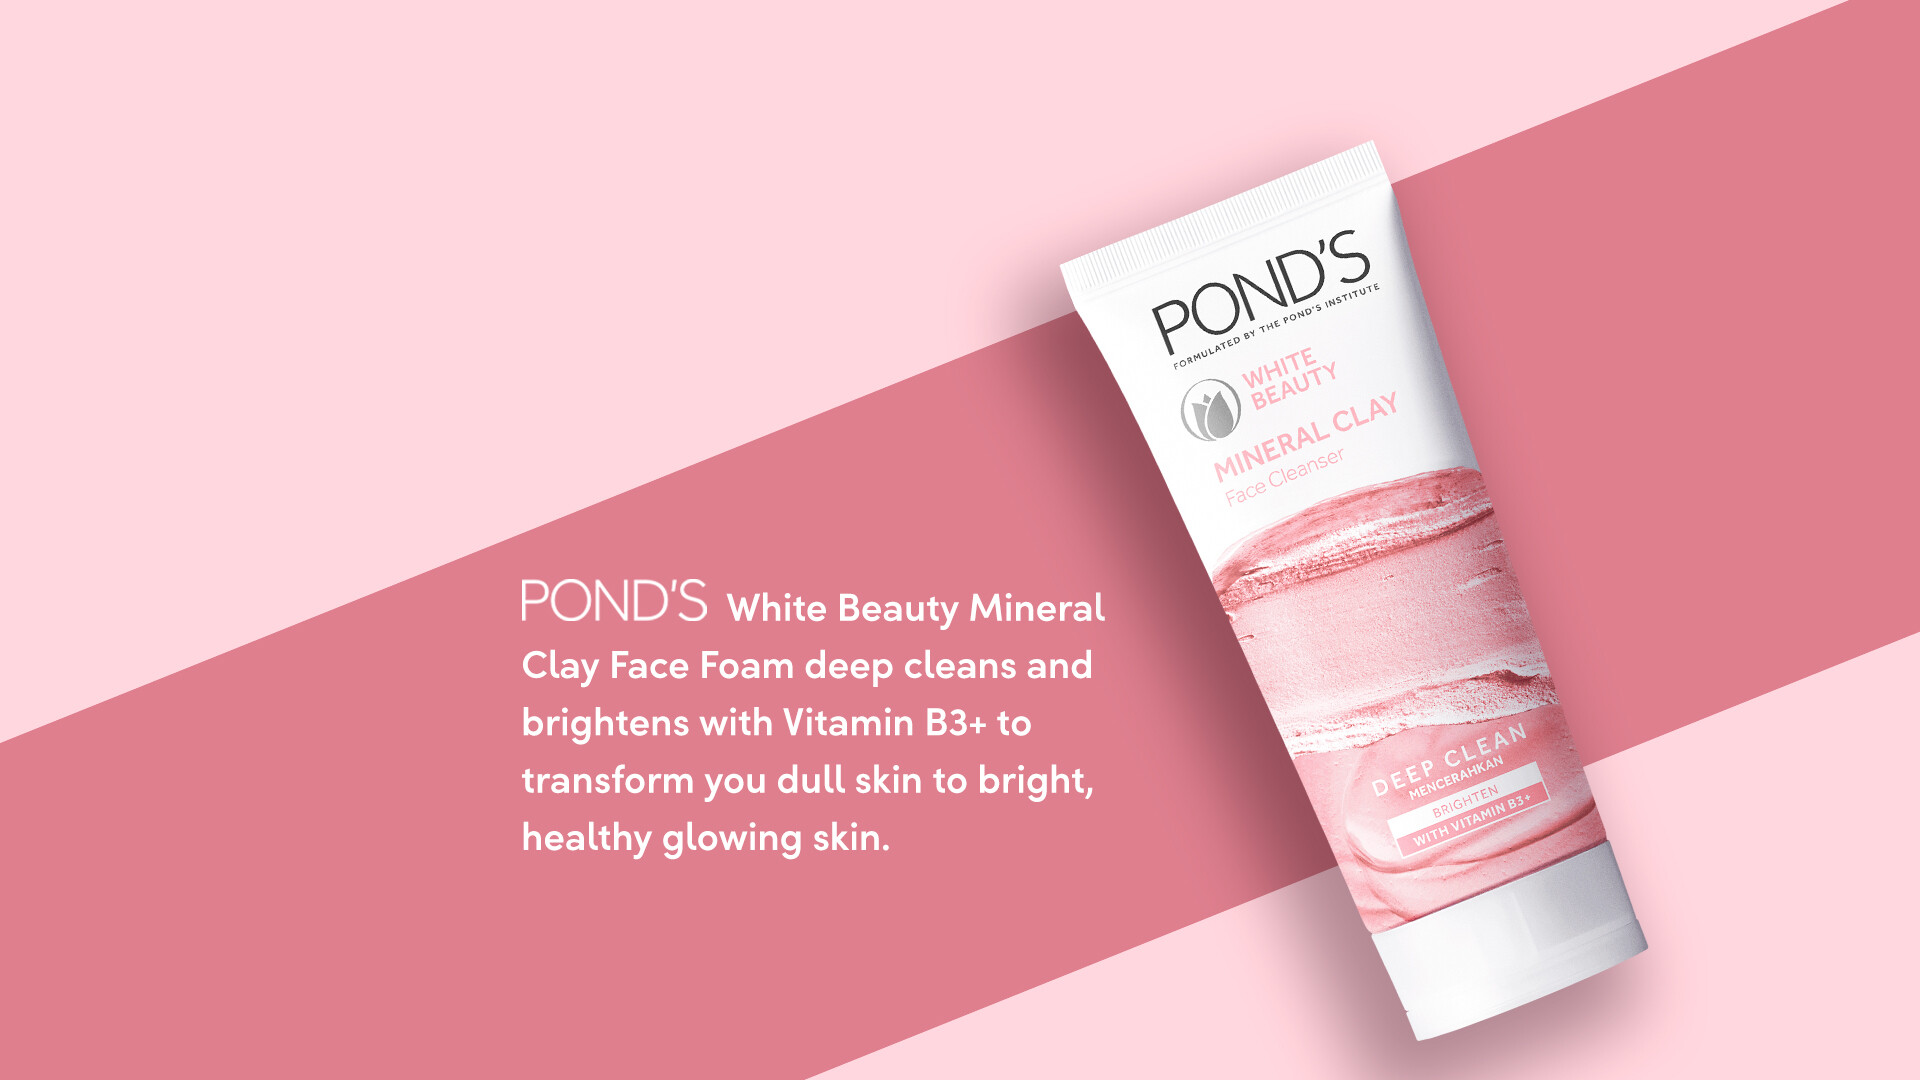 POND'S
FORMULATED BY THE POND'S INSTITUTE
WHITE
BEAUTY
MINERAL CLAY
Face Cleanser
DEEP CLEAN
MENCERAHKAN
BRIGHTEN
WITH VITAMIN B3+
POND'S White Beauty Mineral
Clay Face Foam deep cleans and
brightens with Vitamin B3+ to
transform you dull skin to bright,
healthy glowing skin.